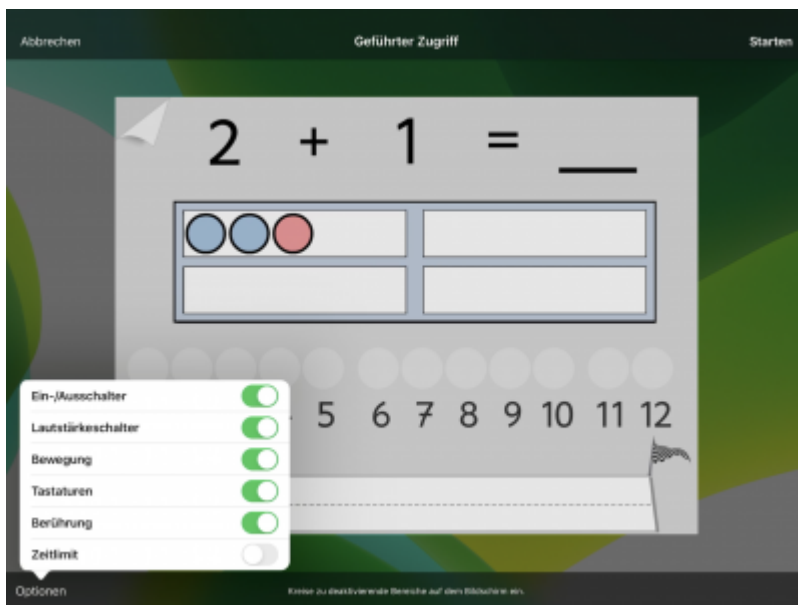 Abbrechen Geführter Zugriff Starten
2 + 1 = __
Ein-/Ausschalter
Lautstärkeschalter
5 6 7 8 9 10 11 12
Bewegung
Tastaturen
Berührung
Zeitlimit
Optionen Kreise zu deaktivierende Bereiche auf dem Bildschirm ein.